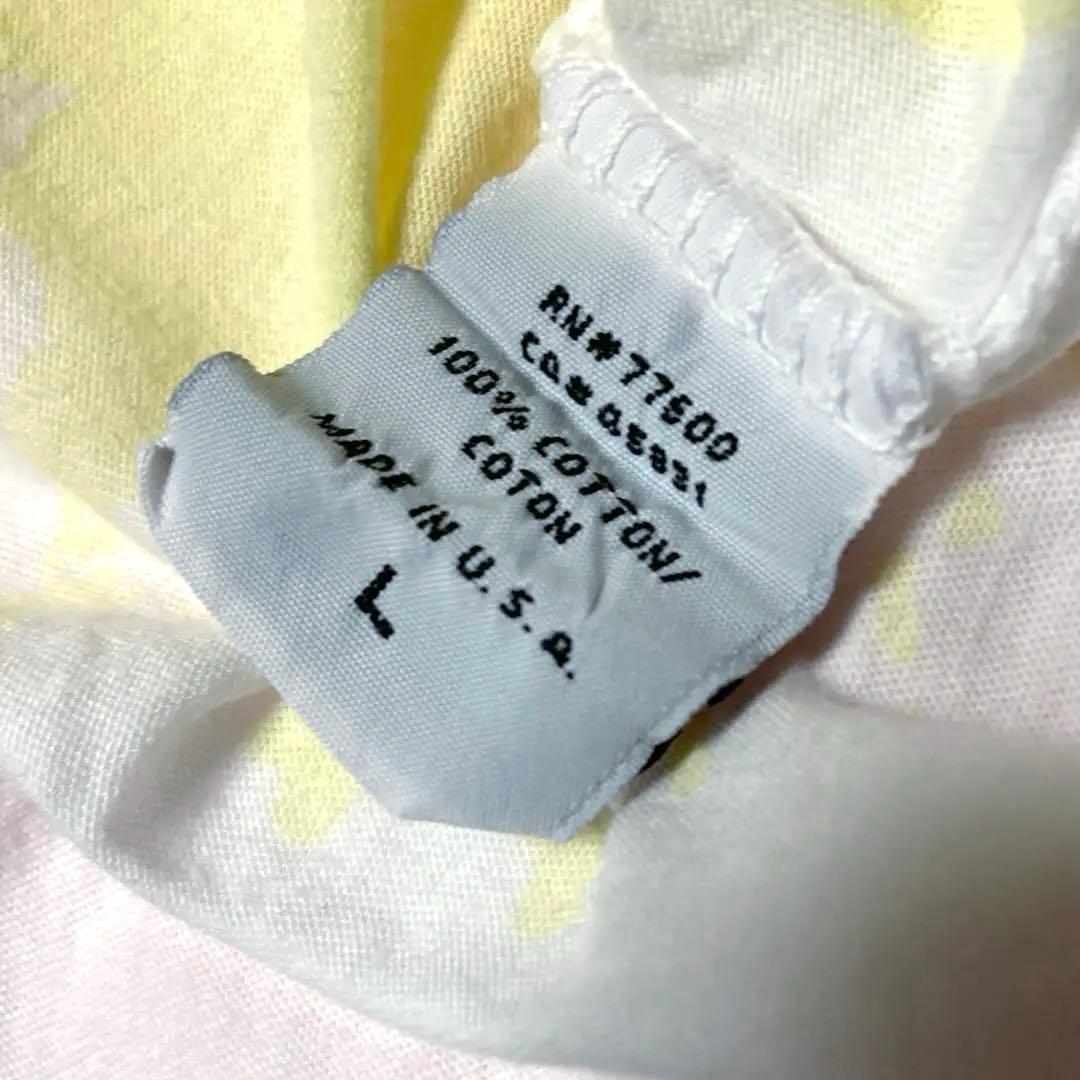 RN#77500
CA# 05831
100% COTTON/
COTON
MADE IN U.S.A.
L